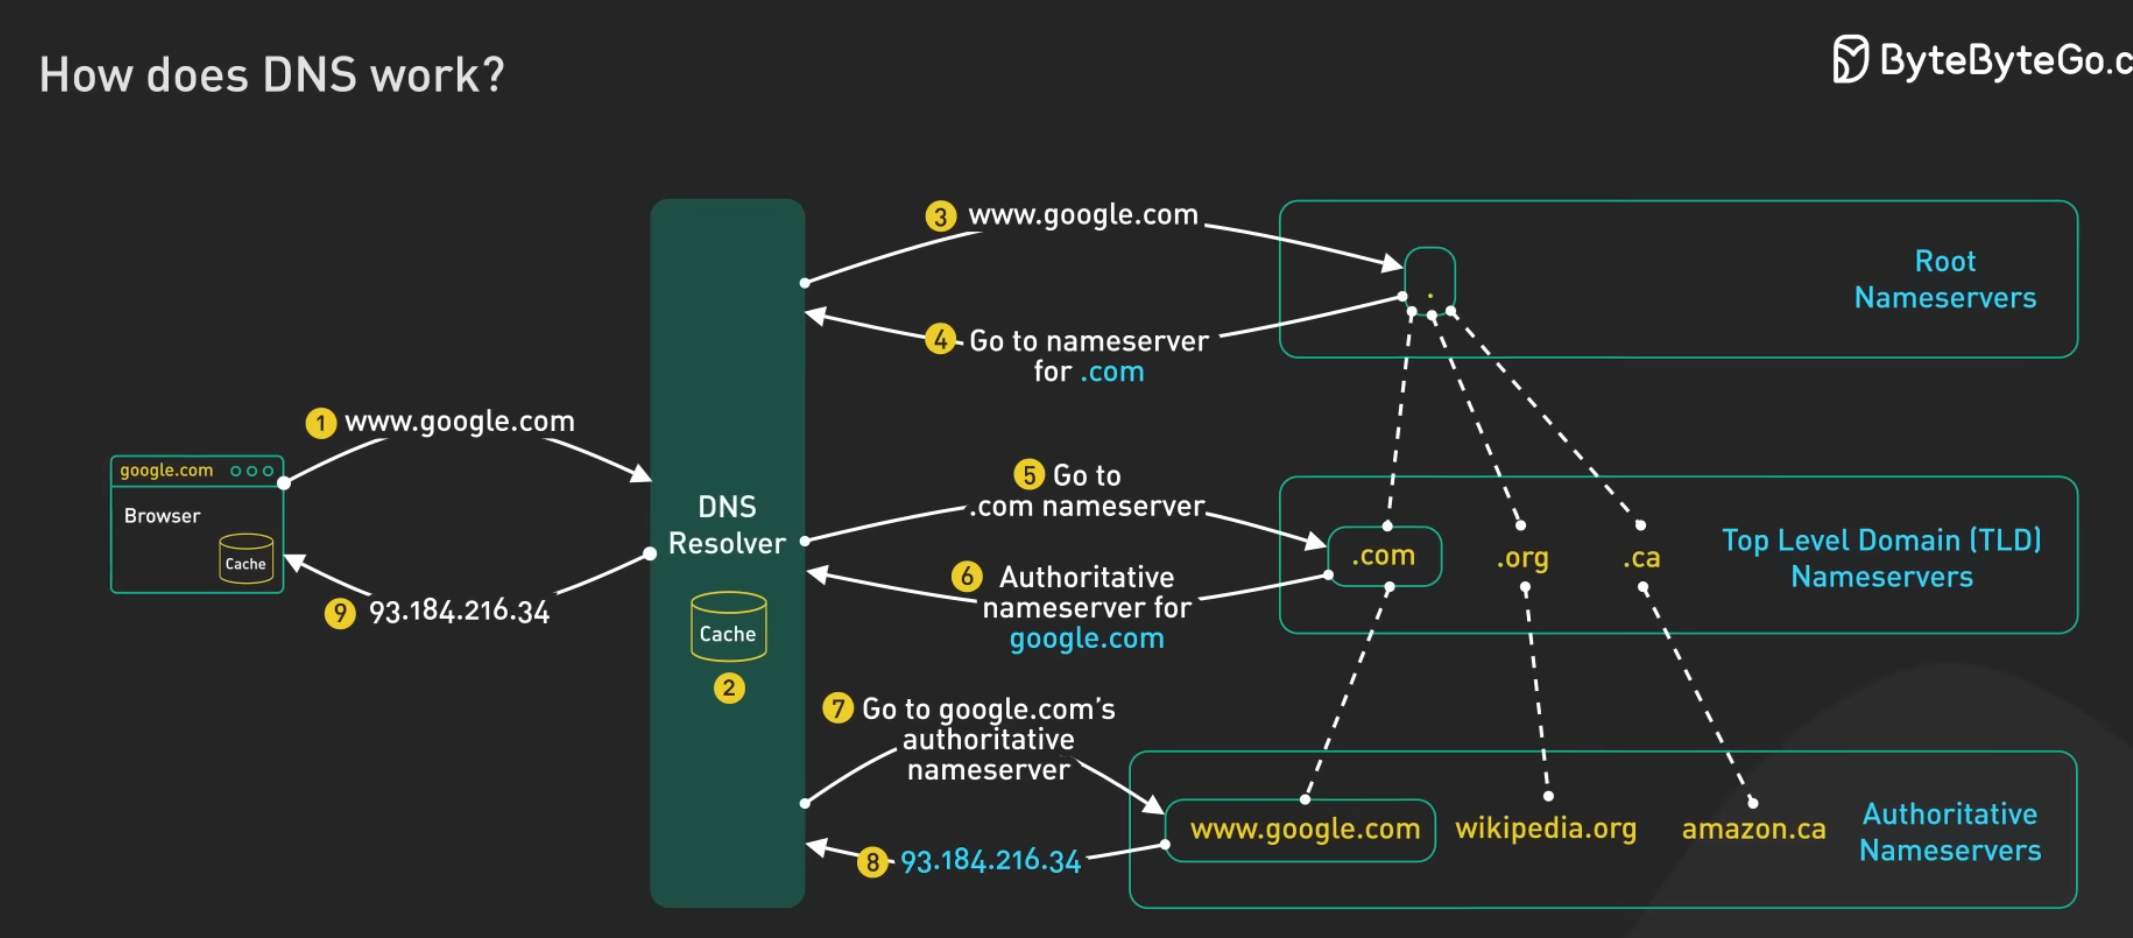 How does DNS work?
ByteByteGo.c
3 www.google.com
Root
Nameservers
.
4 Go to nameserver
for .com
1 www.google.com
google.com
Browser
Cache
9 93.184.216.34
DNS
Resolver
Cache
2
5 Go to
.com nameserver
.com
.org
.ca
Top Level Domain (TLD)
Nameservers
6 Authoritative
nameserver for
google.com
7 Go to google.com’s
authoritative
nameserver
www.google.com
wikipedia.org
amazon.ca
Authoritative
Nameservers
8 93.184.216.34